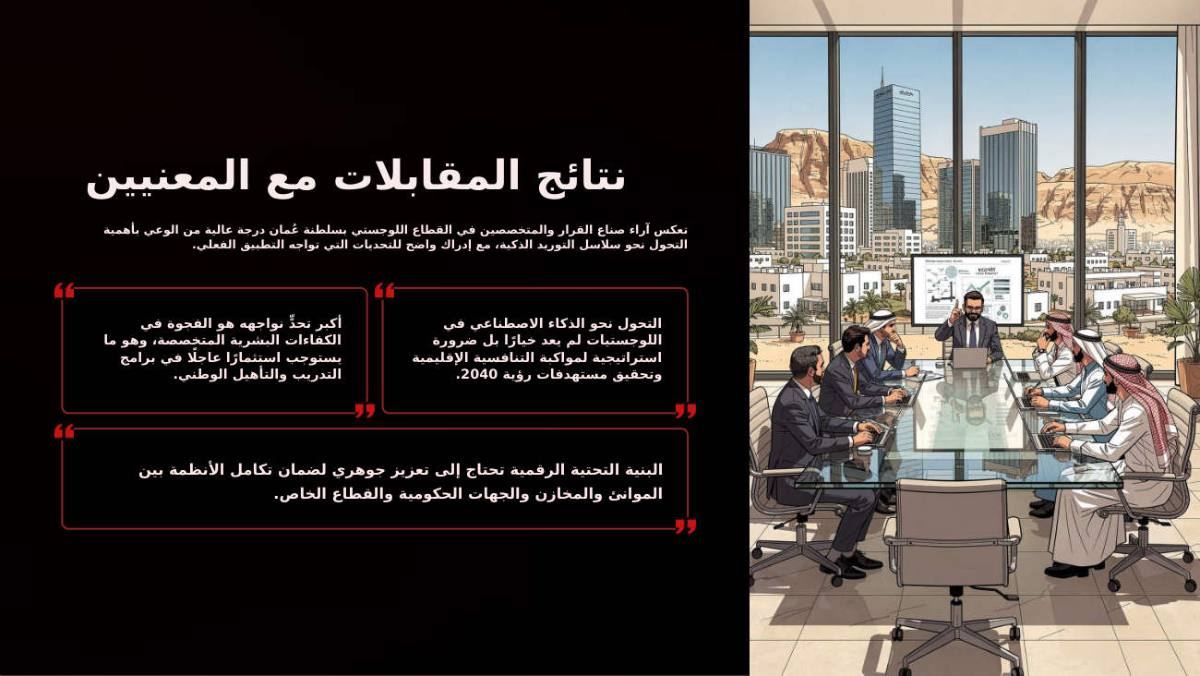 نتائج المقابلات مع المعنيين
تعكس آراء صناع القرار والمتخصصين في القطاع اللوجستي بسلطنة عُمان درجة عالية من الوعي بأهمية
التحول نحو سلاسل التوريد الذكية، مع إدراك واضح للتحديات التي تواجه التطبيق الفعلي.
التحول نحو الذكاء الاصطناعي في
اللوجستيات لم يعد خيارًا بل ضرورة
استراتيجية لمواكبة التنافسية الإقليمية
وتحقيق مستهدفات رؤية 2040.
أكبر تحدٍّ نواجهه هو الفجوة في
الكفاءات البشرية المتخصصة، وهو ما
يستوجب استثمارًا عاجلًا في برامج
التدريب والتأهيل الوطني.
البنية التحتية الرقمية تحتاج إلى تعزيز جوهري لضمان تكامل الأنظمة بين
الموانئ والمخازن والجهات الحكومية والقطاع الخاص.